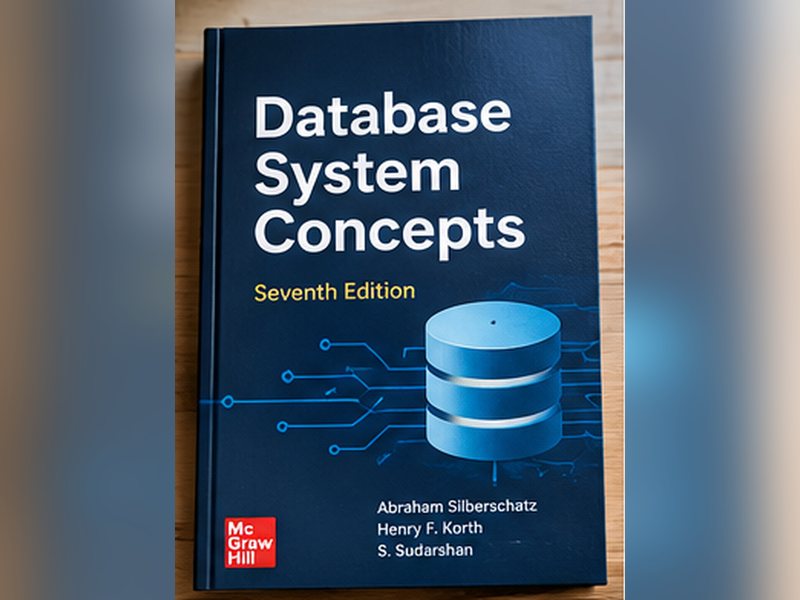 Database
System
Concepts
Seventh Edition
Abraham Silberschatz
Henry F. Korth
S. Sudarshan
Mc
Graw
Hill